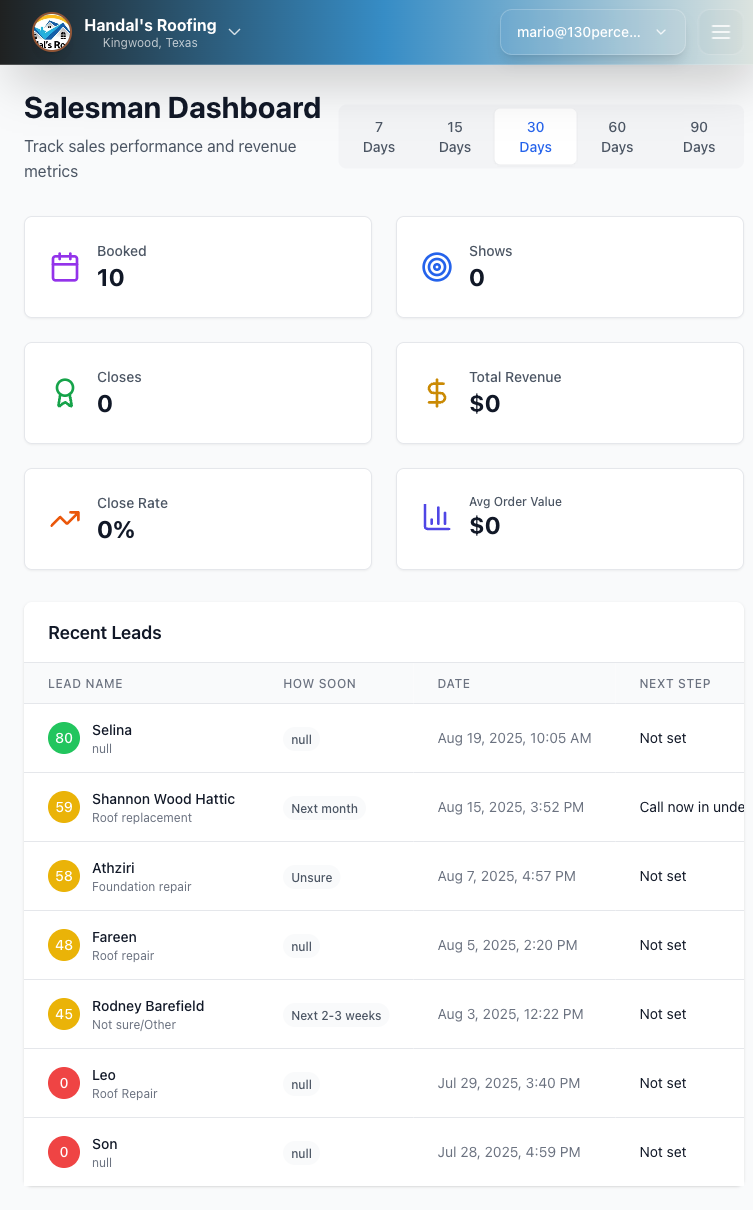 Handal's Roofing
Kingwood, Texas
mario@130perce...
Salesman Dashboard
Track sales performance and revenue
metrics
7 Days
15 Days
30 Days
60 Days
90 Days
Booked
10
Shows
0
Closes
0
Total Revenue
$0
Close Rate
0%
Avg Order Value
$0
Recent Leads
LEAD NAME HOW SOON DATE NEXT STEP
80 Selina null Aug 19, 2025, 10:05 AM Not set
null
59 Shannon Wood Hattic Next month Aug 15, 2025, 3:52 PM Call now in unde
Roof replacement
58 Athziri Unsure Aug 7, 2025, 4:57 PM Not set
Foundation repair
48 Fareen null Aug 5, 2025, 2:20 PM Not set
Roof repair
45 Rodney Barefield Next 2-3 weeks Aug 3, 2025, 12:22 PM Not set
Not sure/Other
0 Leo null Jul 29, 2025, 3:40 PM Not set
Roof Repair
0 Son null Jul 28, 2025, 4:59 PM Not set
null